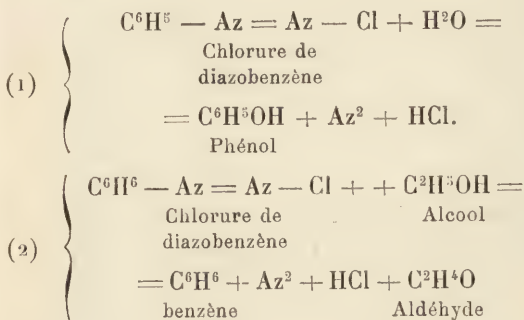 C⁶H⁵ — Az = Az — Cl + H²O =
Chlorure de
diazobenzène
(1)
= C⁶H⁵OH + Az² + HCl.
Phénol
C⁶H⁶ — Az = Az — Cl + + C²H⁵OH =
Chlorure de Alcool
diazobenzène
(2)
= C⁶H⁶ + Az² + HCl + C²H⁴O
benzène Aldéhyde